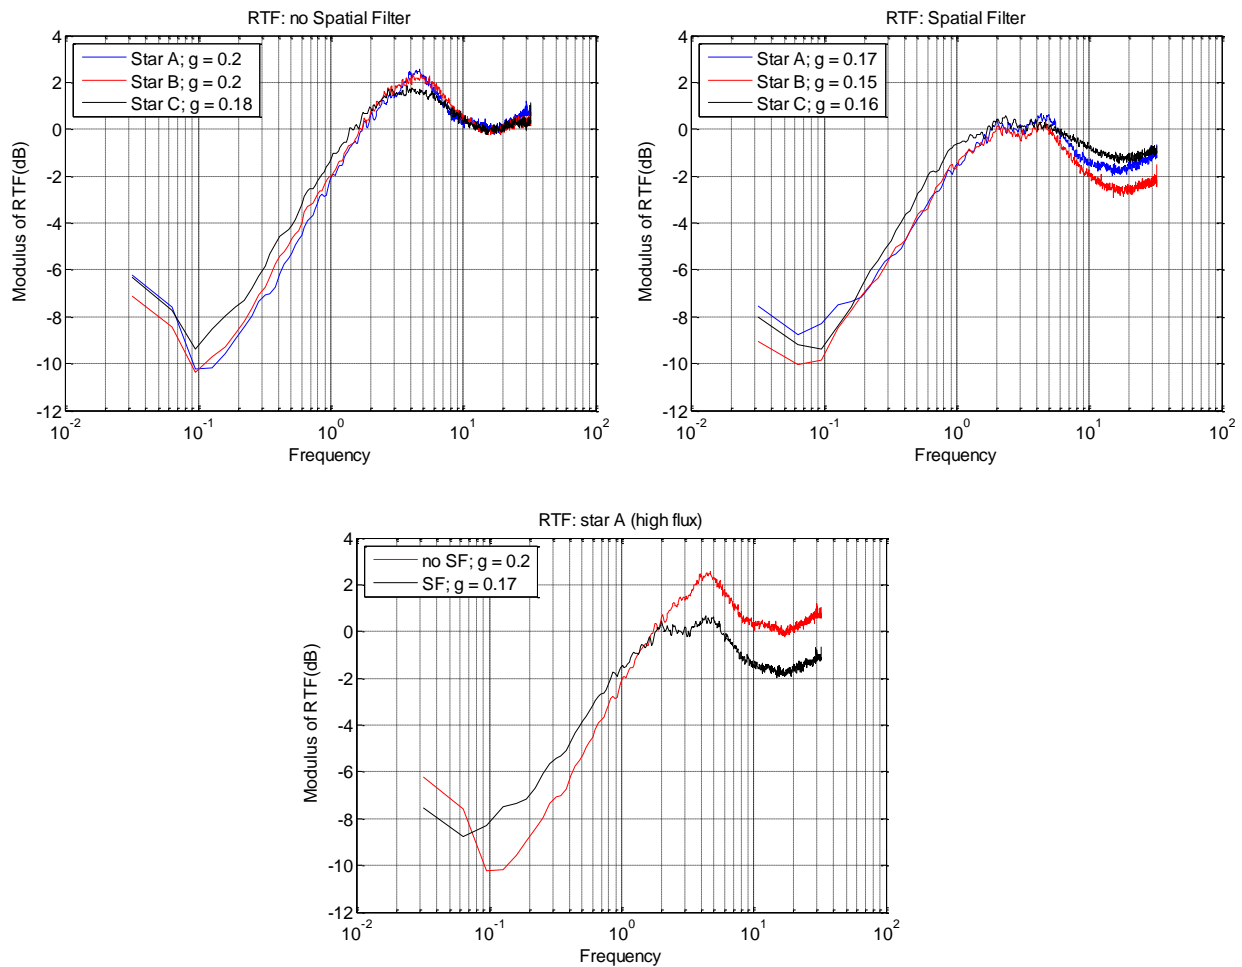 RTF: no Spatial Filter
4
2
0
-2
-4
-6
-8
-10
-12
Modulus of RTF(dB)
Star A; g = 0.2
Star B; g = 0.2
Star C; g = 0.18
10-2 10-1 100 101 102
Frequency
RTF: Spatial Filter
4
2
0
-2
-4
-6
-8
-10
-12
Modulus of RTF(dB)
Star A; g = 0.17
Star B; g = 0.15
Star C; g = 0.16
10-2 10-1 100 101 102
Frequency
RTF: star A (high flux)
4
2
0
-2
-4
-6
-8
-10
-12
Modulus of RTF(dB)
no SF; g = 0.2
SF; g = 0.17
10-2 10-1 100 101 102
Frequency